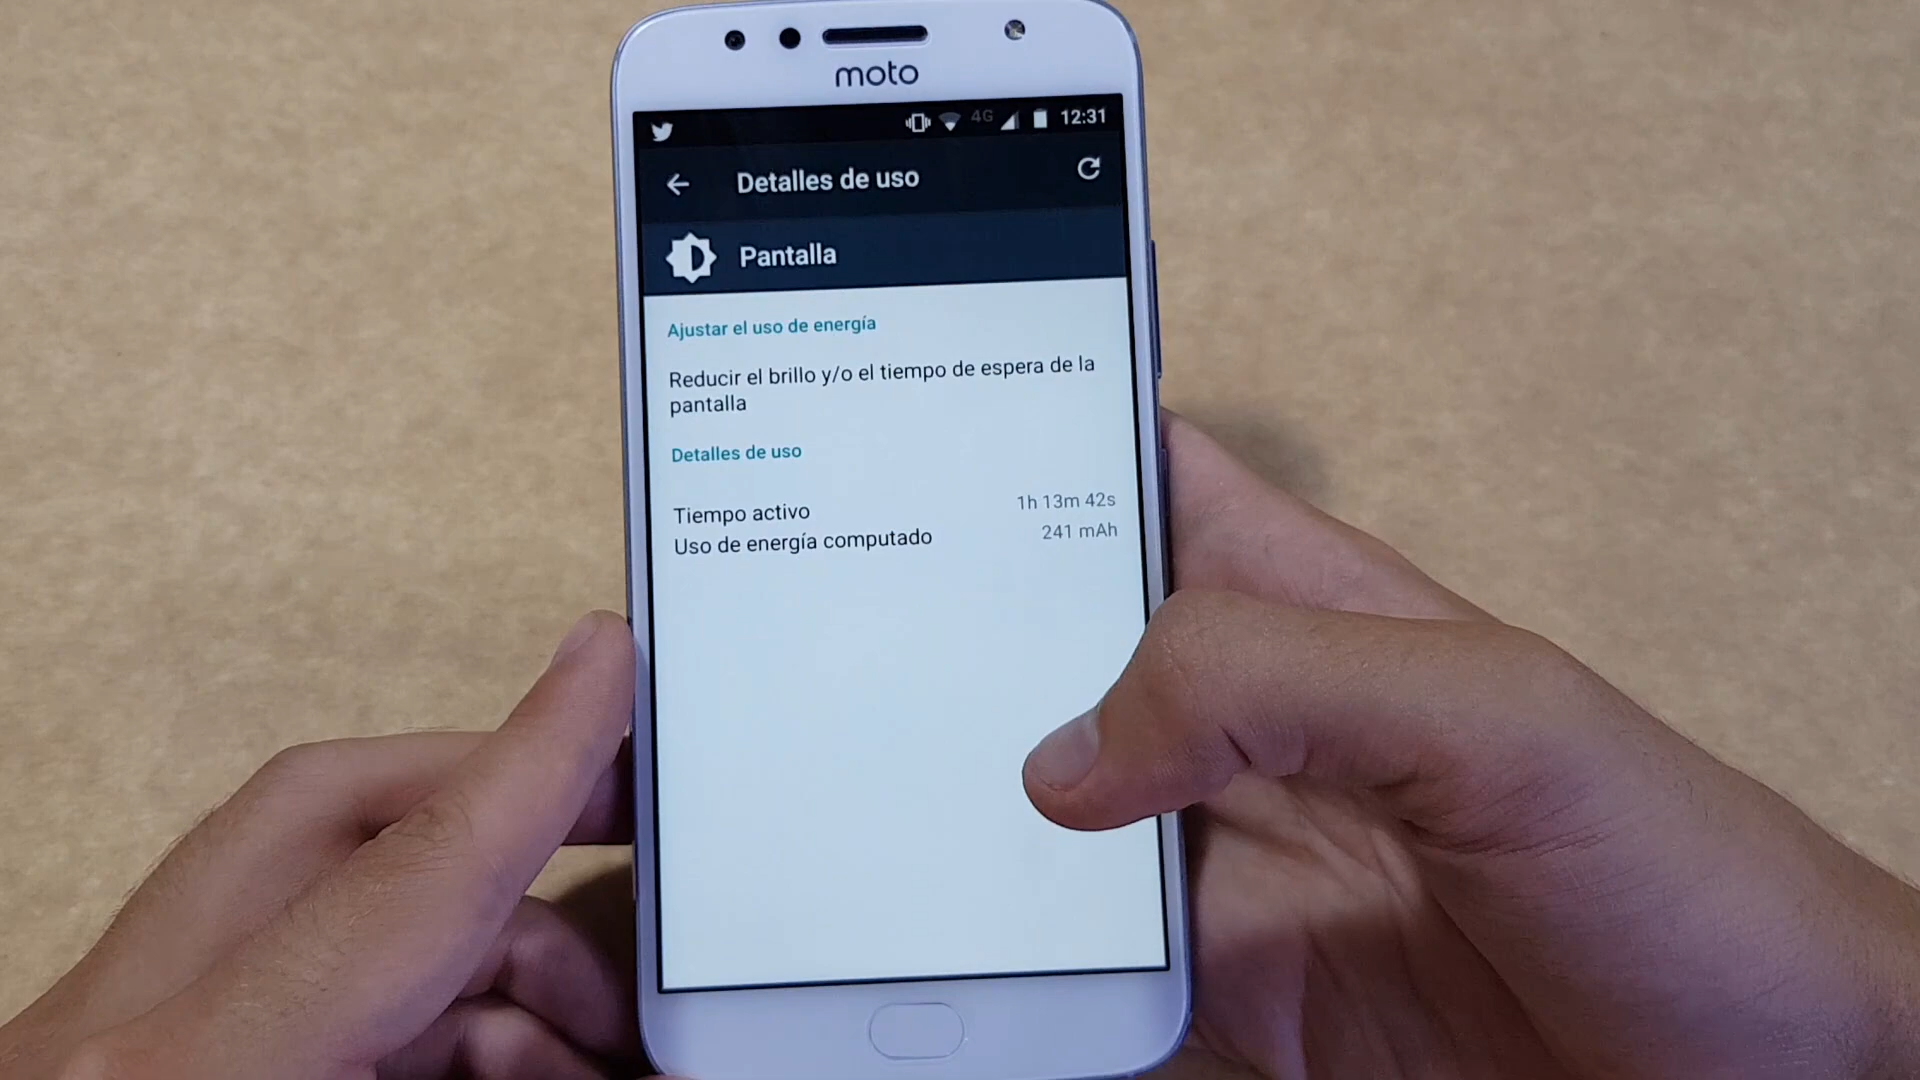 moto
4G 12:31
Detalles de uso
Pantalla
Ajustar el uso de energía
Reducir el brillo y/o el tiempo de espera de la
pantalla
Detalles de uso
Tiempo activo 1h 13m 42s
Uso de energía computado 241 mAh